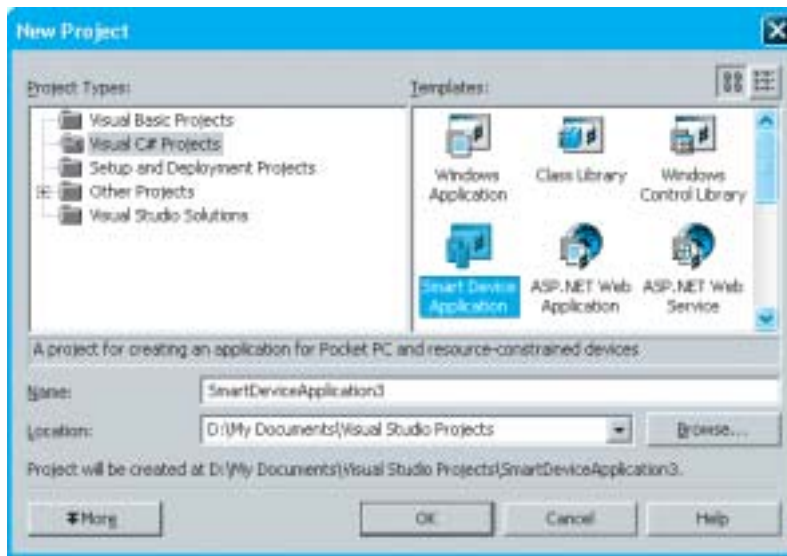 New Project
Project Types:
Templates:
Visual Basic Projects
Visual C# Projects
Setup and Deployment Projects
Other Projects
Visual Studio Solutions
Windows Application
Class Library
Windows Control Library
Smart Device Application
ASP.NET Web Application
ASP.NET Web Service
A project for creating an application for Pocket PC and resource-constrained devices
Name:
SmartDeviceApplication3
Location:
D:\My Documents\Visual Studio Projects
Browse...
Project will be created at D:\My Documents\Visual Studio Projects\SmartDeviceApplication3.
More
OK
Cancel
Help